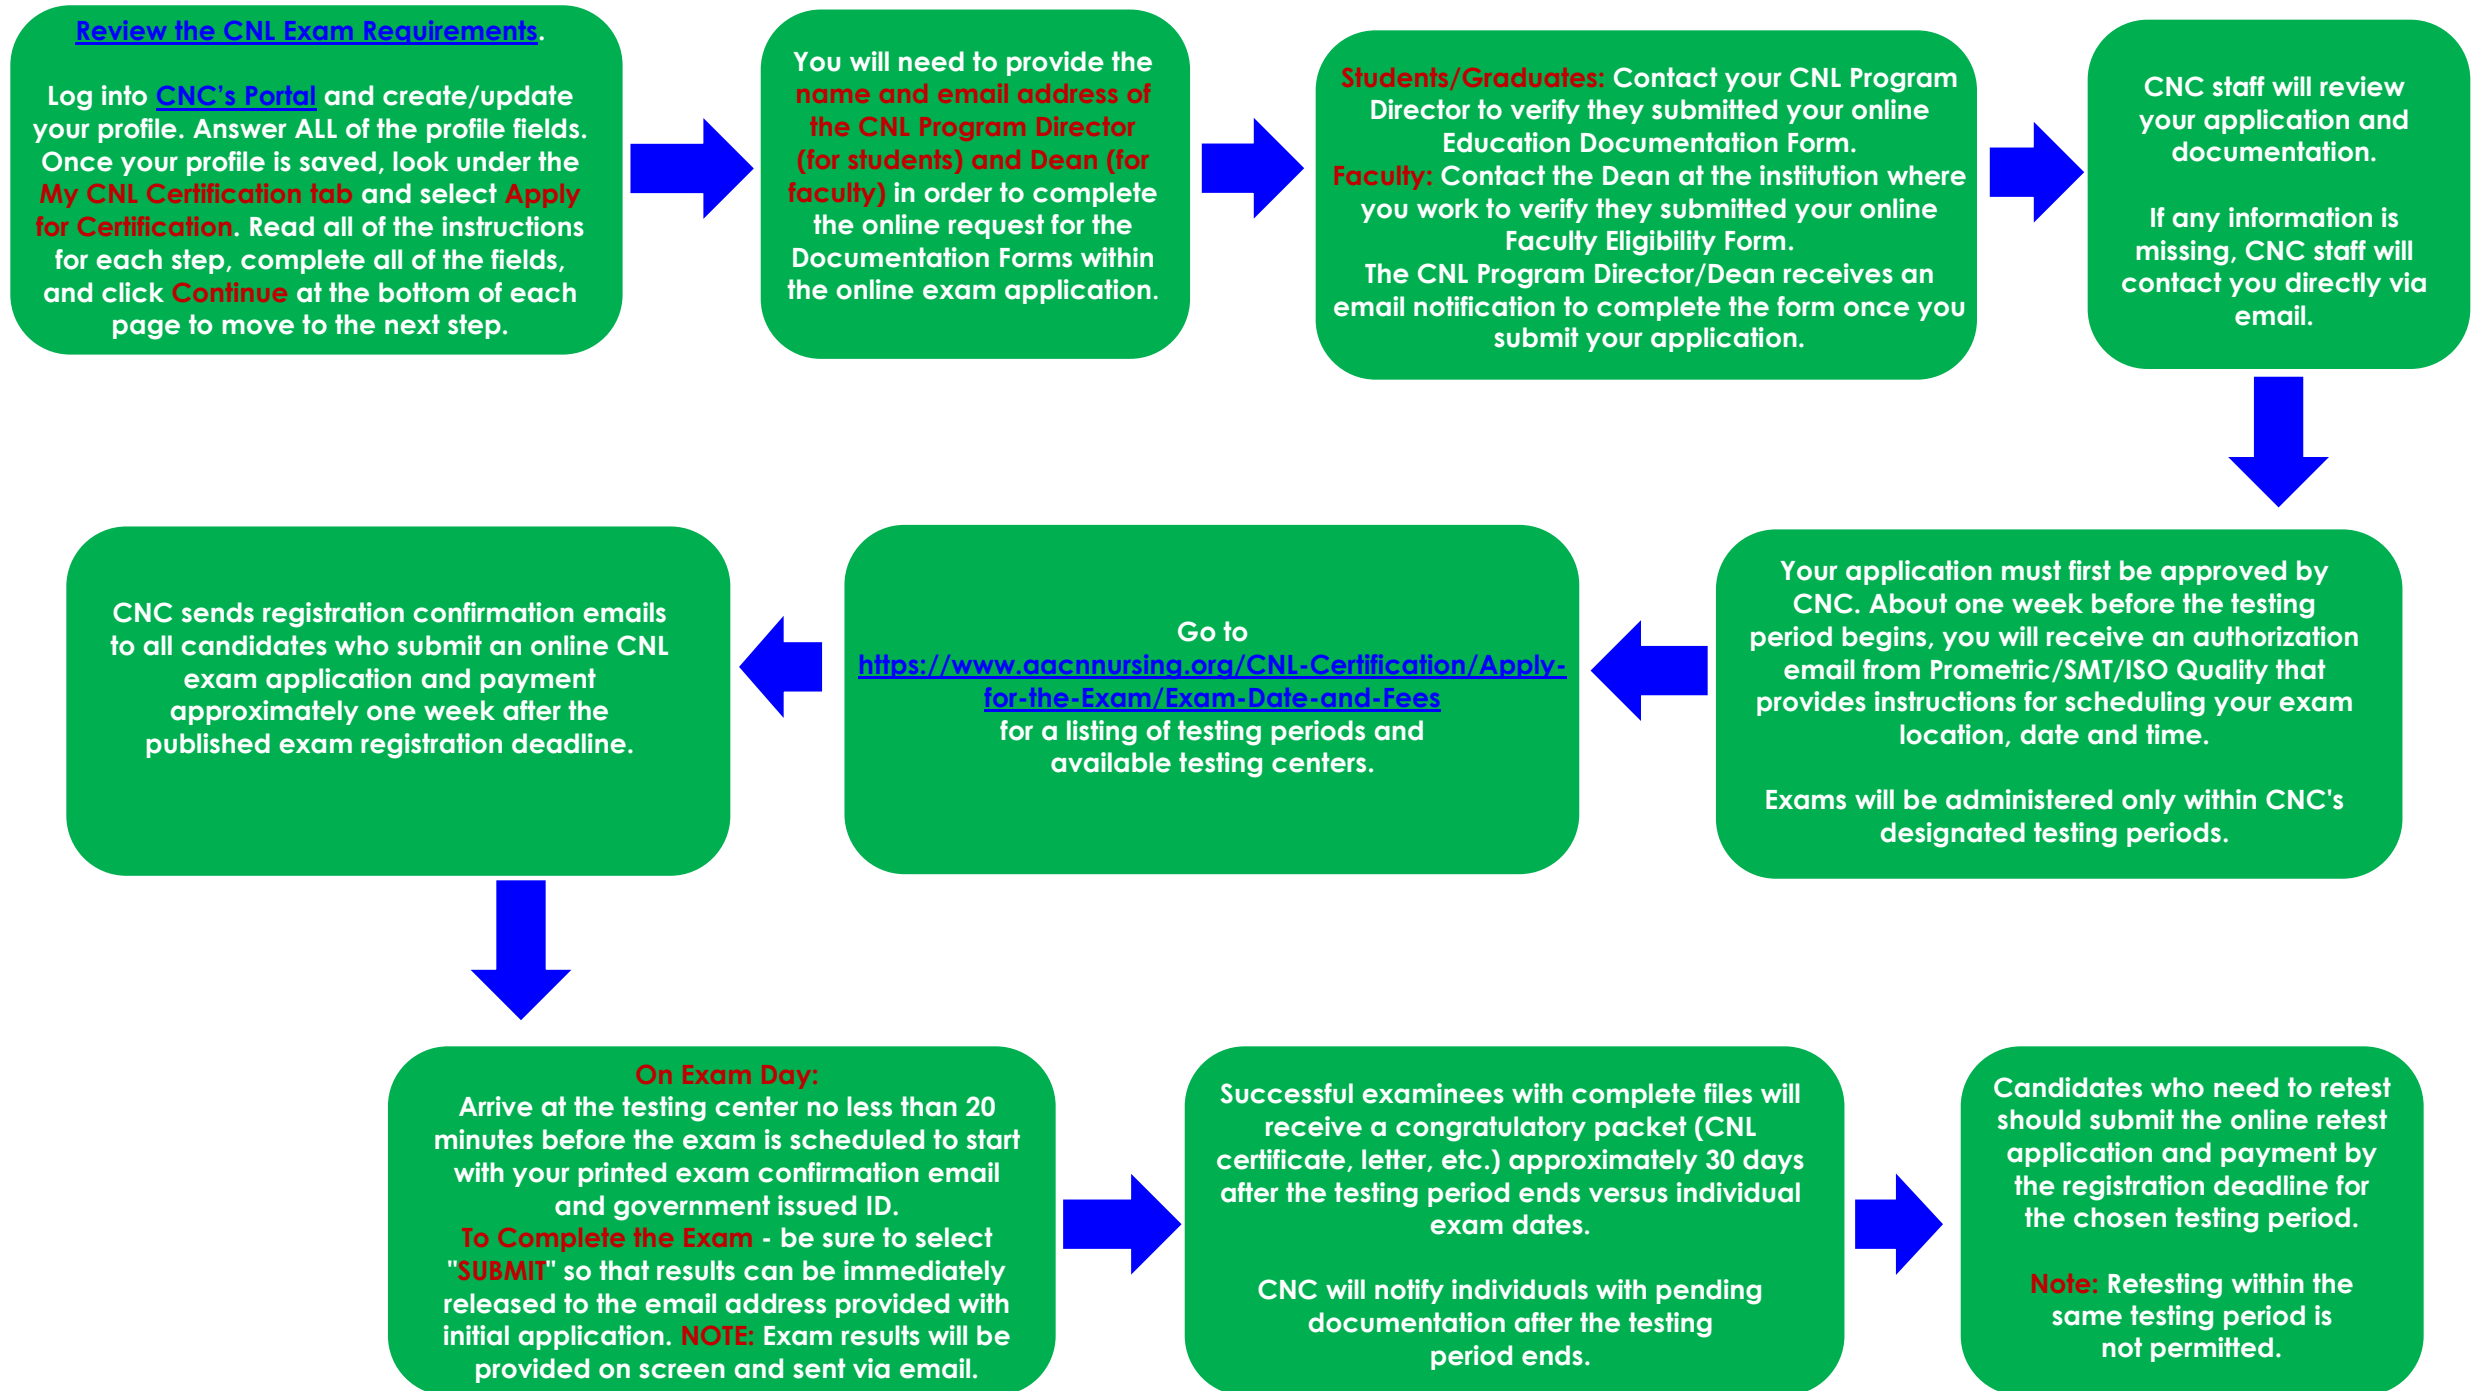 Review the CNL Exam Requirements.
Log into CNC’s Portal and create/update
your profile. Answer ALL of the profile fields.
Once your profile is saved, look under the
My CNL Certification tab and select Apply
for Certification. Read all of the instructions
for each step, complete all of the fields,
and click Continue at the bottom of each
page to move to the next step.
You will need to provide the
name and email address of
the CNL Program Director
(for students) and Dean (for
faculty) in order to complete
the online request for the
Documentation Forms within
the online exam application.
Students/Graduates: Contact your CNL Program
Director to verify they submitted your online
Education Documentation Form.
Faculty: Contact the Dean at the institution where
you work to verify they submitted your online
Faculty Eligibility Form.
The CNL Program Director/Dean receives an
email notification to complete the form once you
submit your application.
CNC staff will review
your application and
documentation.
If any information is
missing, CNC staff will
contact you directly via
email.
Your application must first be approved by
CNC. About one week before the testing
period begins, you will receive an authorization
email from Prometric/SMT/ISO Quality that
provides instructions for scheduling your exam
location, date and time.
Exams will be administered only within CNC's
designated testing periods.
Go to
https://www.aacnnursing.org/CNL-Certification/Apply-
for-the-Exam/Exam-Date-and-Fees
for a listing of testing periods and
available testing centers.
CNC sends registration confirmation emails
to all candidates who submit an online CNL
exam application and payment
approximately one week after the
published exam registration deadline.
On Exam Day:
Arrive at the testing center no less than 20
minutes before the exam is scheduled to start
with your printed exam confirmation email
and government issued ID.
To Complete the Exam - be sure to select
"SUBMIT" so that results can be immediately
released to the email address provided with
initial application. NOTE: Exam results will be
provided on screen and sent via email.
Successful examinees with complete files will
receive a congratulatory packet (CNL
certificate, letter, etc.) approximately 30 days
after the testing period ends versus individual
exam dates.
CNC will notify individuals with pending
documentation after the testing
period ends.
Candidates who need to retest
should submit the online retest
application and payment by
the registration deadline for
the chosen testing period.
Note: Retesting within the
same testing period is
not permitted.